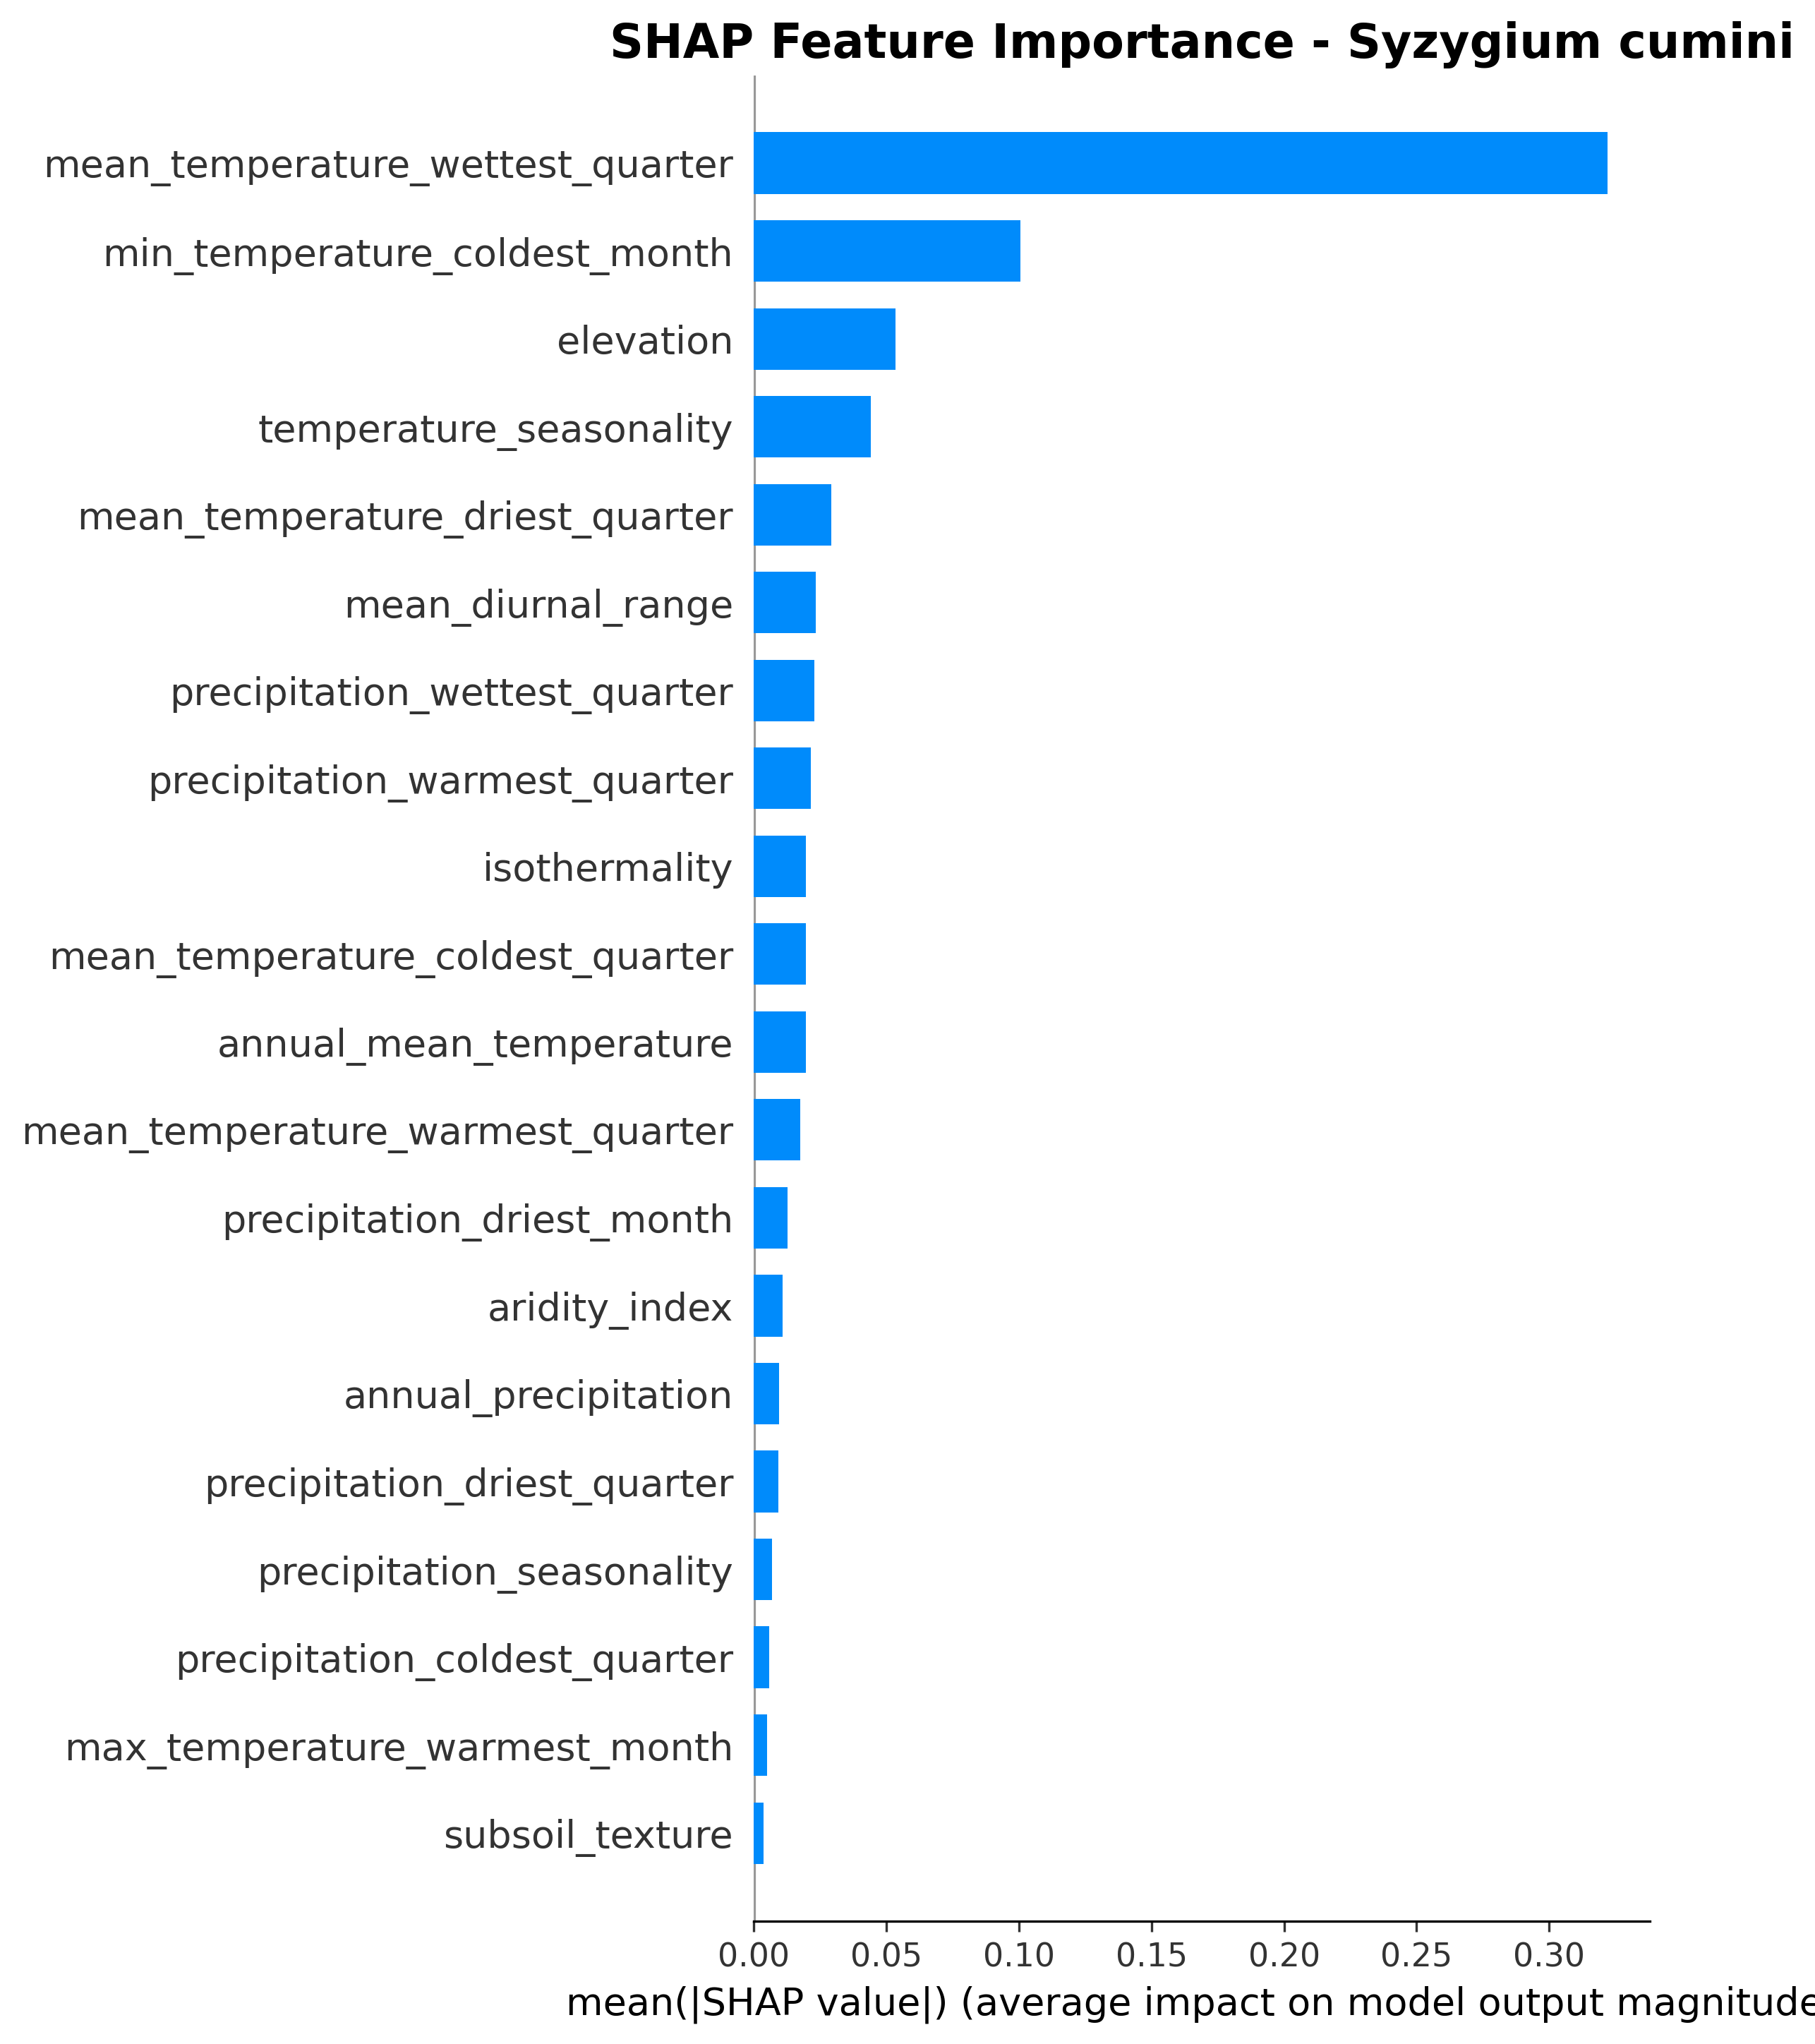 SHAP Feature Importance - Syzygium cumini
mean_temperature_wettest_quarter
min_temperature_coldest_month
elevation
temperature_seasonality
mean_temperature_driest_quarter
mean_diurnal_range
precipitation_wettest_quarter
precipitation_warmest_quarter
isothermality
mean_temperature_coldest_quarter
annual_mean_temperature
mean_temperature_warmest_quarter
precipitation_driest_month
aridity_index
annual_precipitation
precipitation_driest_quarter
precipitation_seasonality
precipitation_coldest_quarter
max_temperature_warmest_month
subsoil_texture
0.00 0.05 0.10 0.15 0.20 0.25 0.30
mean(|SHAP value|) (average impact on model output magnitude